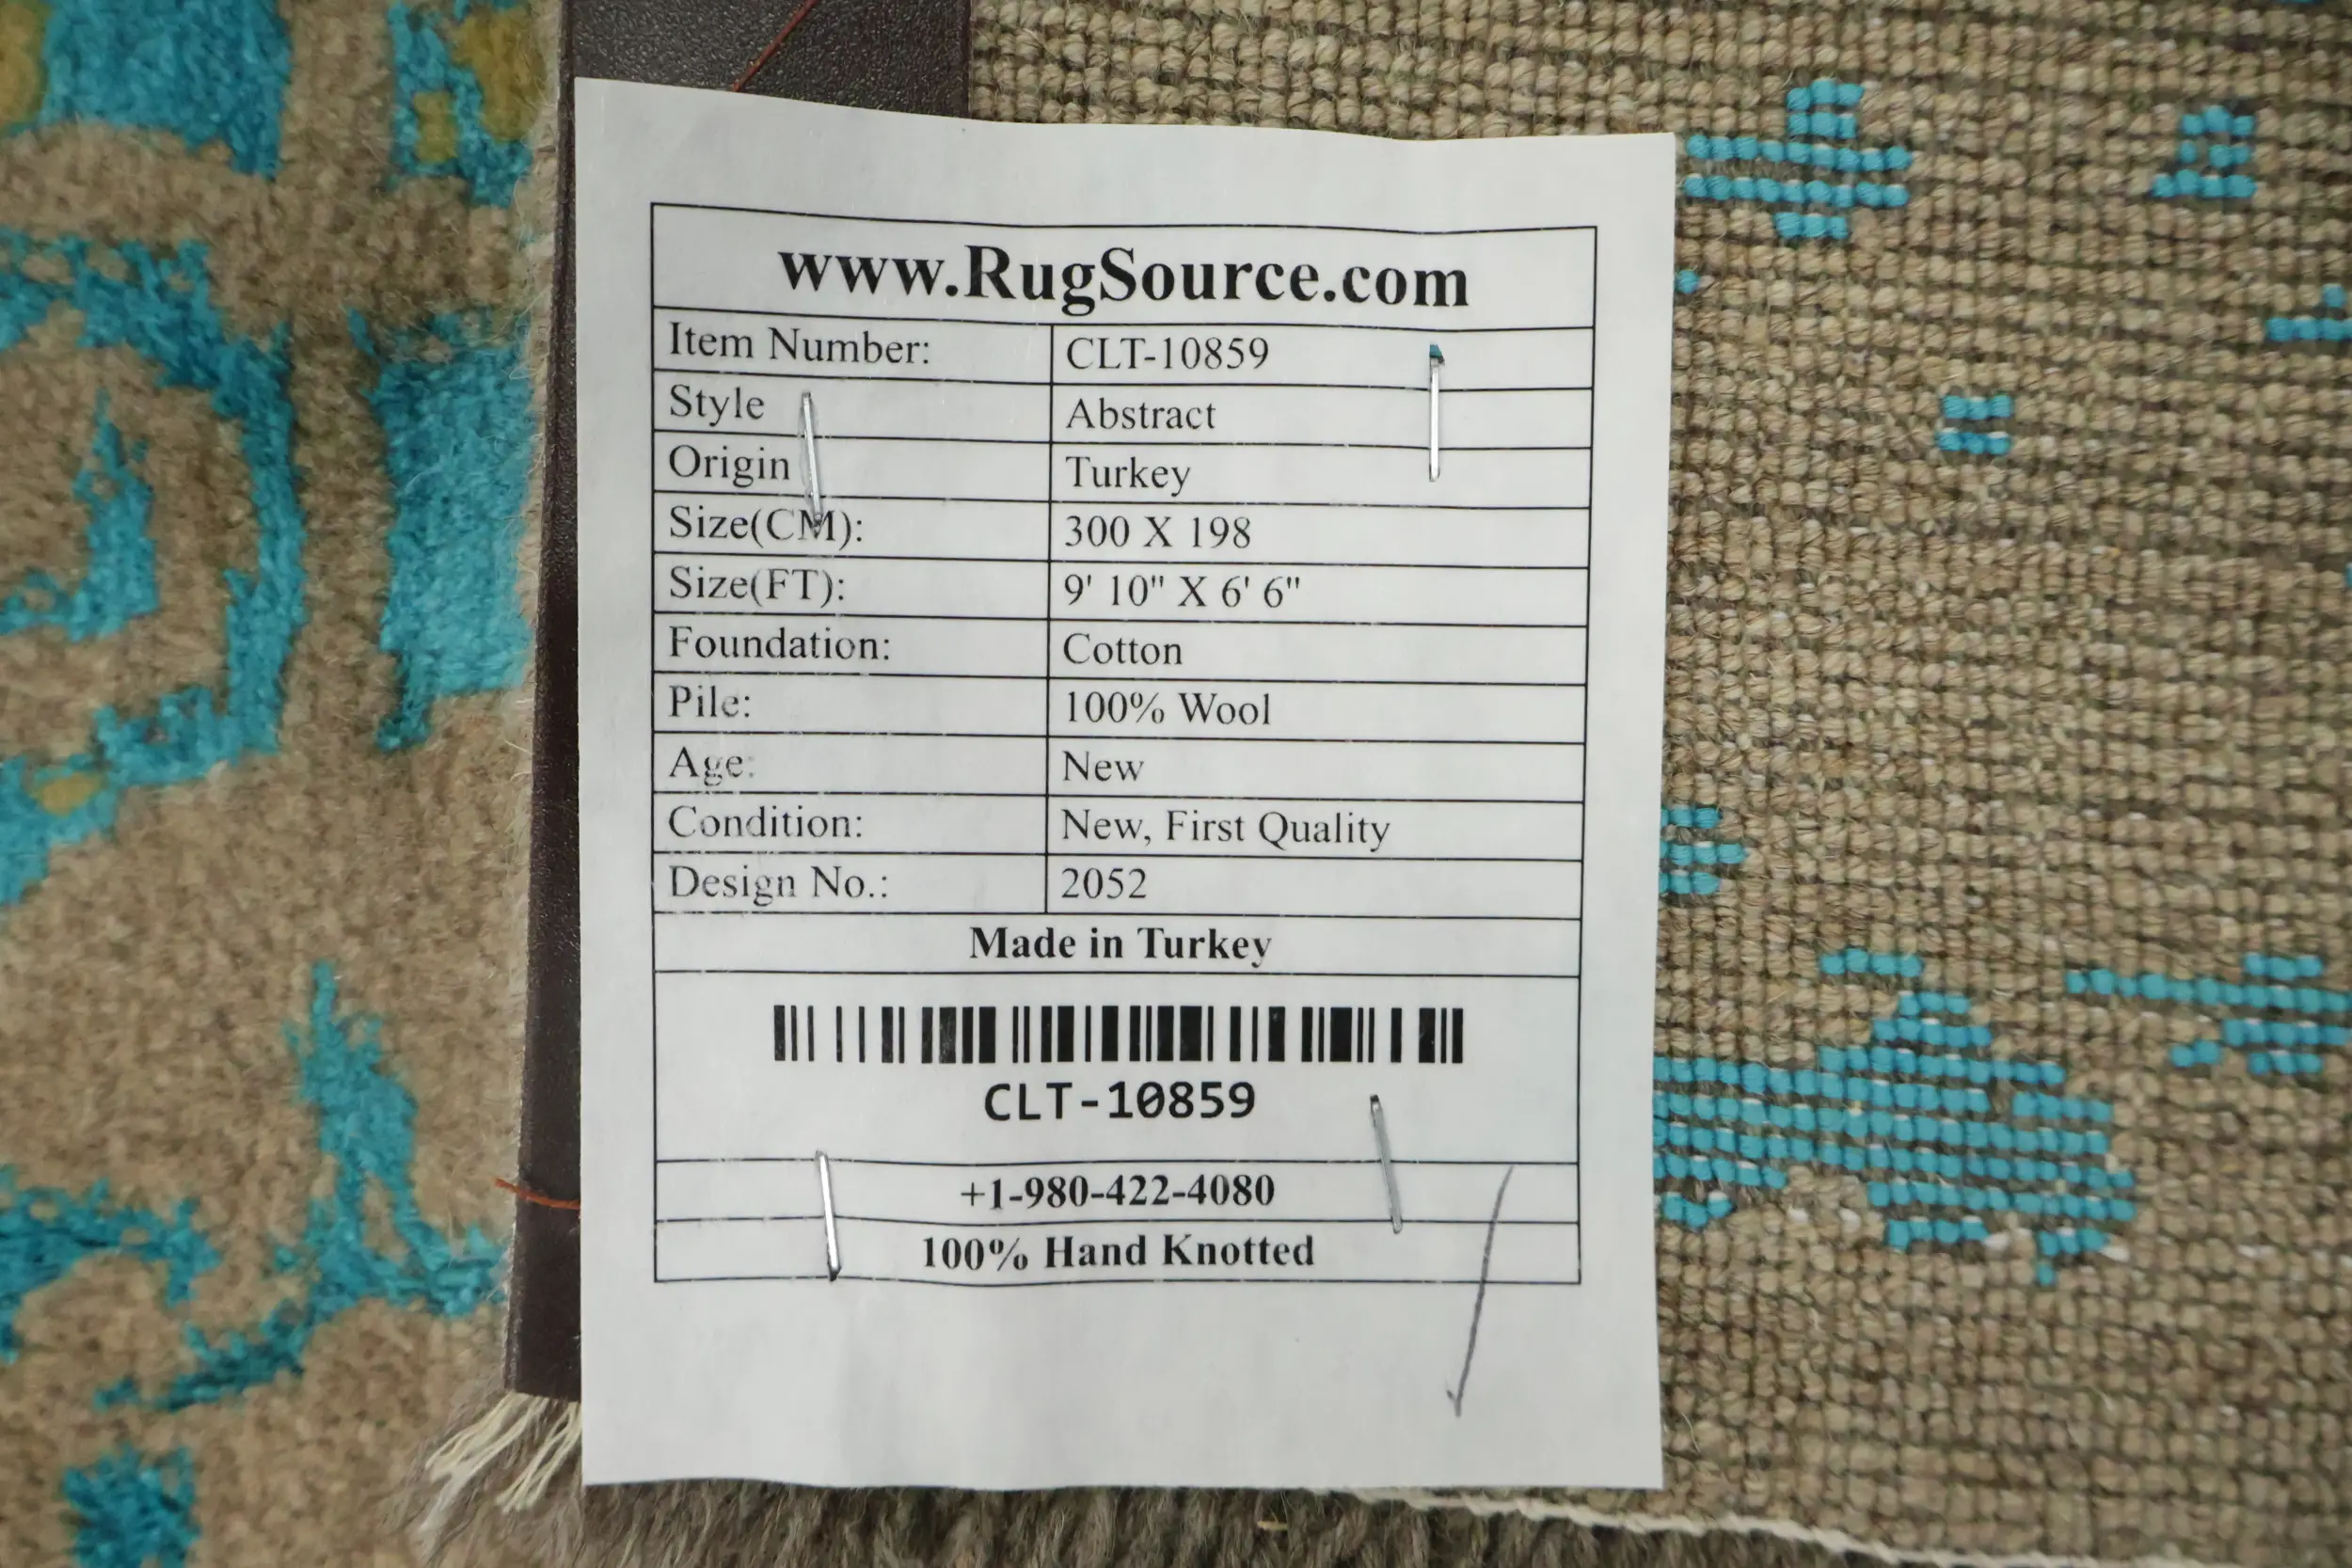 www.RugSource.com
Item Number: CLT-10859
Style Abstract
Origin Turkey
Size(CM): 300 X 198
Size(FT): 9' 10" X 6' 6"
Foundation: Cotton
Pile: 100% Wool
Age: New
Condition: New, First Quality
Design No.: 2052
Made in Turkey
CLT-10859
+1-980-422-4080
100% Hand Knotted